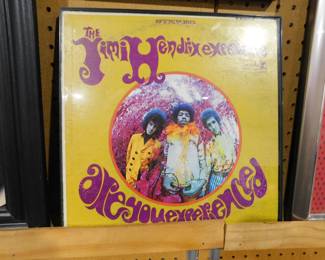 THE
Jimi Hendrix experience
are you experienced